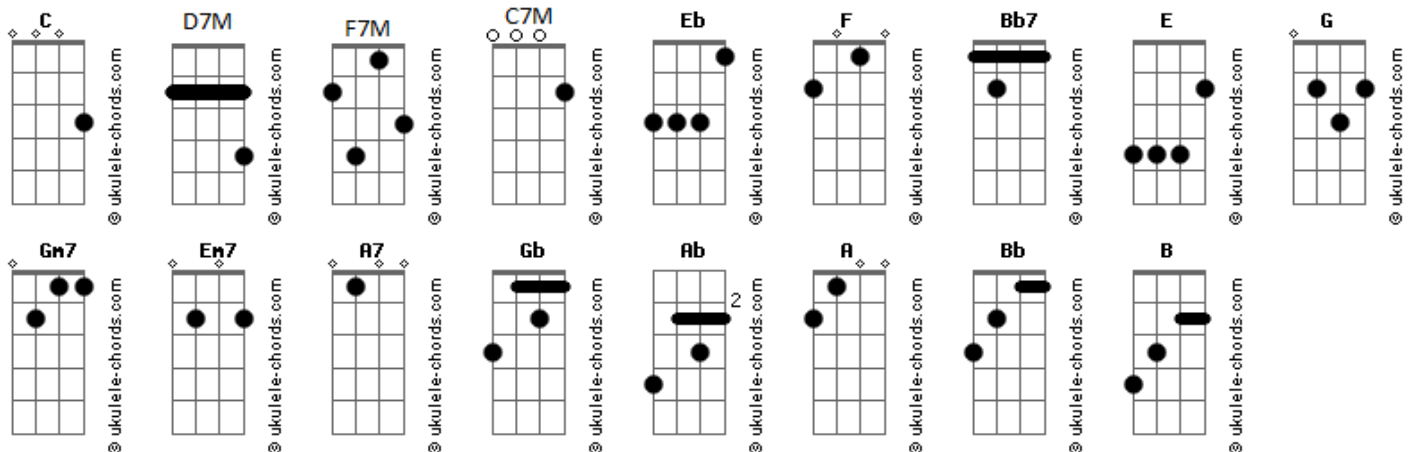 C D7M F7M C7M Eb F Bb7 E G
© ukulele-chords.com © ukulele-chords.com © ukulele-chords.com © ukulele-chords.com © ukulele-chords.com © ukulele-chords.com © ukulele-chords.com © ukulele-chords.com © ukulele-chords.com
Gm7 Em7 A7 Gb Ab A Bb B
2
© ukulele-chords.com © ukulele-chords.com © ukulele-chords.com © ukulele-chords.com © ukulele-chords.com © ukulele-chords.com © ukulele-chords.com © ukulele-chords.com